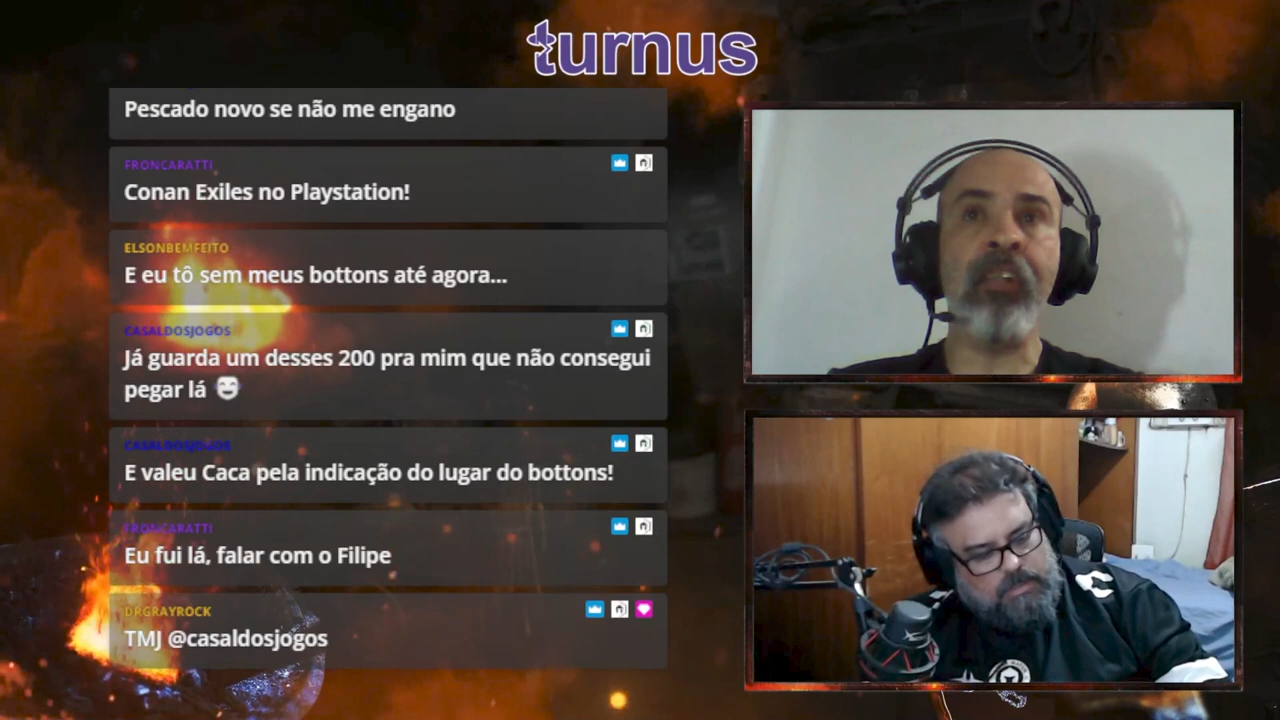 turnus
Pescado novo se não me engano
FRONCARATTI
Conan Exiles no Playstation!
ELSONBEMFEITO
E eu tô sem meus bottons até agora...
CASALDOSJOGOS
Já guarda um desses 200 pra mim que não consegui
pegar lá
CASALDOSJOGOS
E valeu Caca pela indicação do lugar do bottons!
FRONCARATTI
Eu fui lá, falar com o Filipe
DRGRAYROCK
TMJ @casaldosjogos